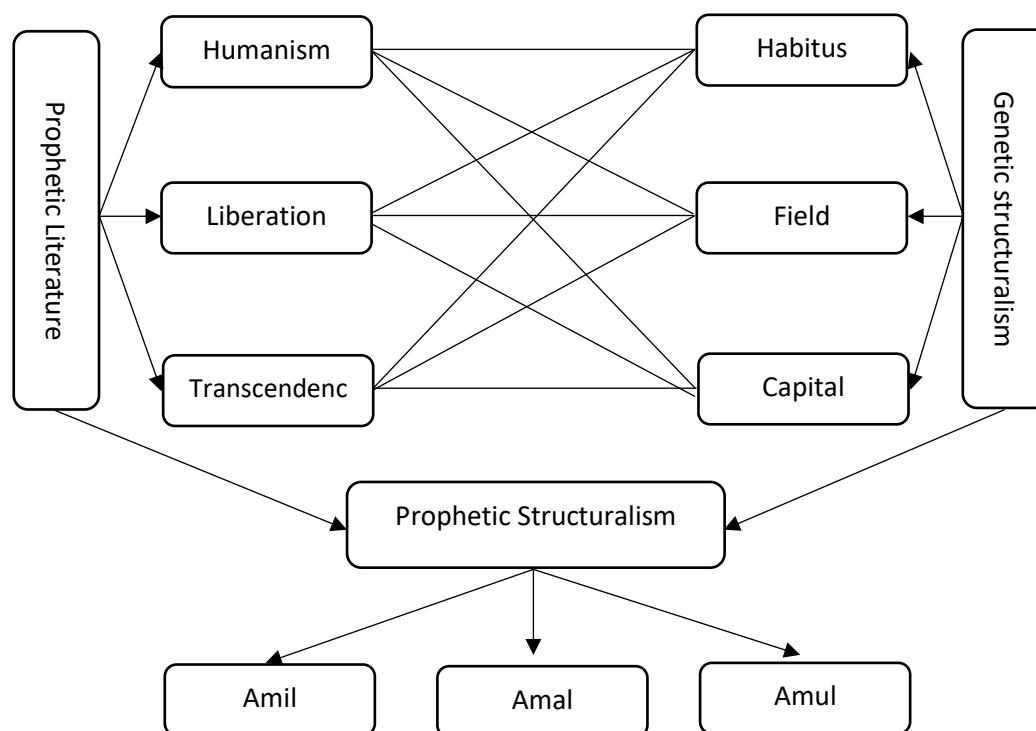 Humanism
Habitus
Prophetic Literature
Genetic structuralism
Liberation
Field
Transcendenc
Capital
Prophetic Structuralism
Amil
Amal
Amul